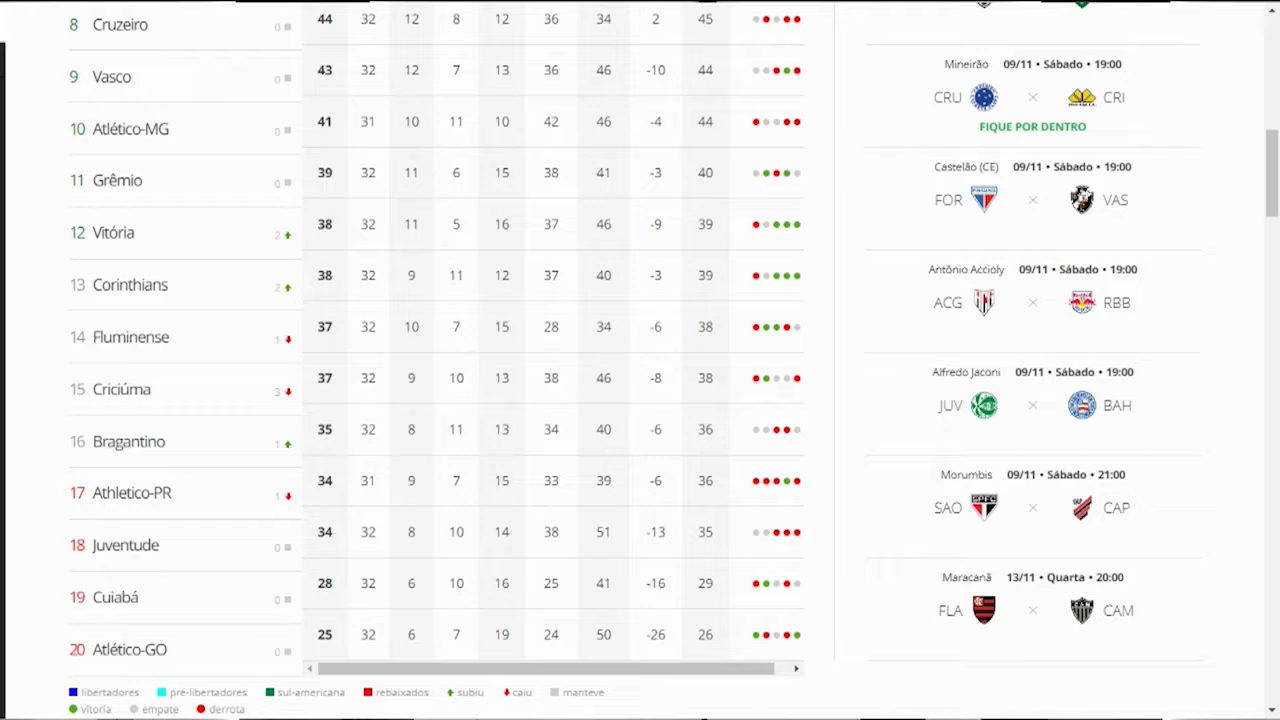 8 Cruzeiro 0 44 32 12 8 12 36 34 2 45
9 Vasco 0 43 32 12 7 13 36 46 -10 44
10 Atlético-MG 0 41 31 10 11 10 42 46 -4 44
11 Grêmio 0 39 32 11 6 15 38 41 -3 40
12 Vitória 2 38 32 11 5 16 37 46 -9 39
13 Corinthians 2 38 32 9 11 12 37 40 -3 39
14 Fluminense 1 37 32 10 7 15 28 34 -6 38
15 Criciúma 3 37 32 9 10 13 38 46 -8 38
16 Bragantino 1 35 32 8 11 13 34 40 -6 36
17 Athletico-PR 1 34 31 9 7 15 33 39 -6 36
18 Juventude 0 34 32 8 10 14 38 51 -13 35
19 Cuiabá 0 28 32 6 10 16 25 41 -16 29
20 Atlético-GO 0 25 32 6 7 19 24 50 -26 26
libertadores pré-libertadores sul-americana rebaixados subiu caiu manteve
vitoria empate derrota
Mineirão 09/11 • Sábado • 19:00
CRU × CRI
FIQUE POR DENTRO
Castelão (CE) 09/11 • Sábado • 19:00
FOR × VAS
Antônio Accioly 09/11 • Sábado • 19:00
ACG × RBB
Alfredo Jaconi 09/11 • Sábado • 19:00
JUV × BAH
Morumbis 09/11 • Sábado • 21:00
SAO SPFC × CAP
Maracanã 13/11 • Quarta • 20:00
FLA × CAM